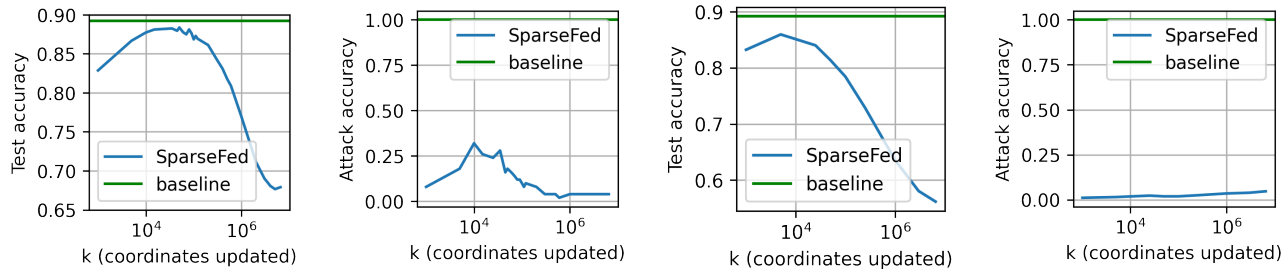 0.90
0.85
0.80
0.75
0.70
0.65
Test accuracy
SparseFed
baseline
10^4
10^6
k (coordinates updated)
1.00
0.75
0.50
0.25
0.00
Attack accuracy
SparseFed
baseline
10^4
10^6
k (coordinates updated)
0.9
0.8
0.7
0.6
Test accuracy
SparseFed
baseline
10^4
10^6
k (coordinates updated)
1.00
0.75
0.50
0.25
0.00
Attack accuracy
SparseFed
baseline
10^4
10^6
k (coordinates updated)